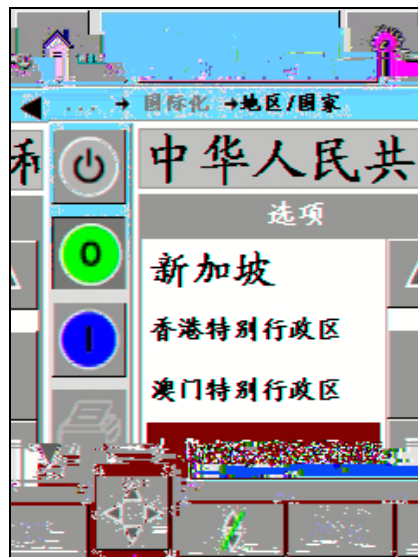 ... → 国际化 →地区/国家
中华人民共
选项
新加坡
香港特别行政区
澳门特别行政区